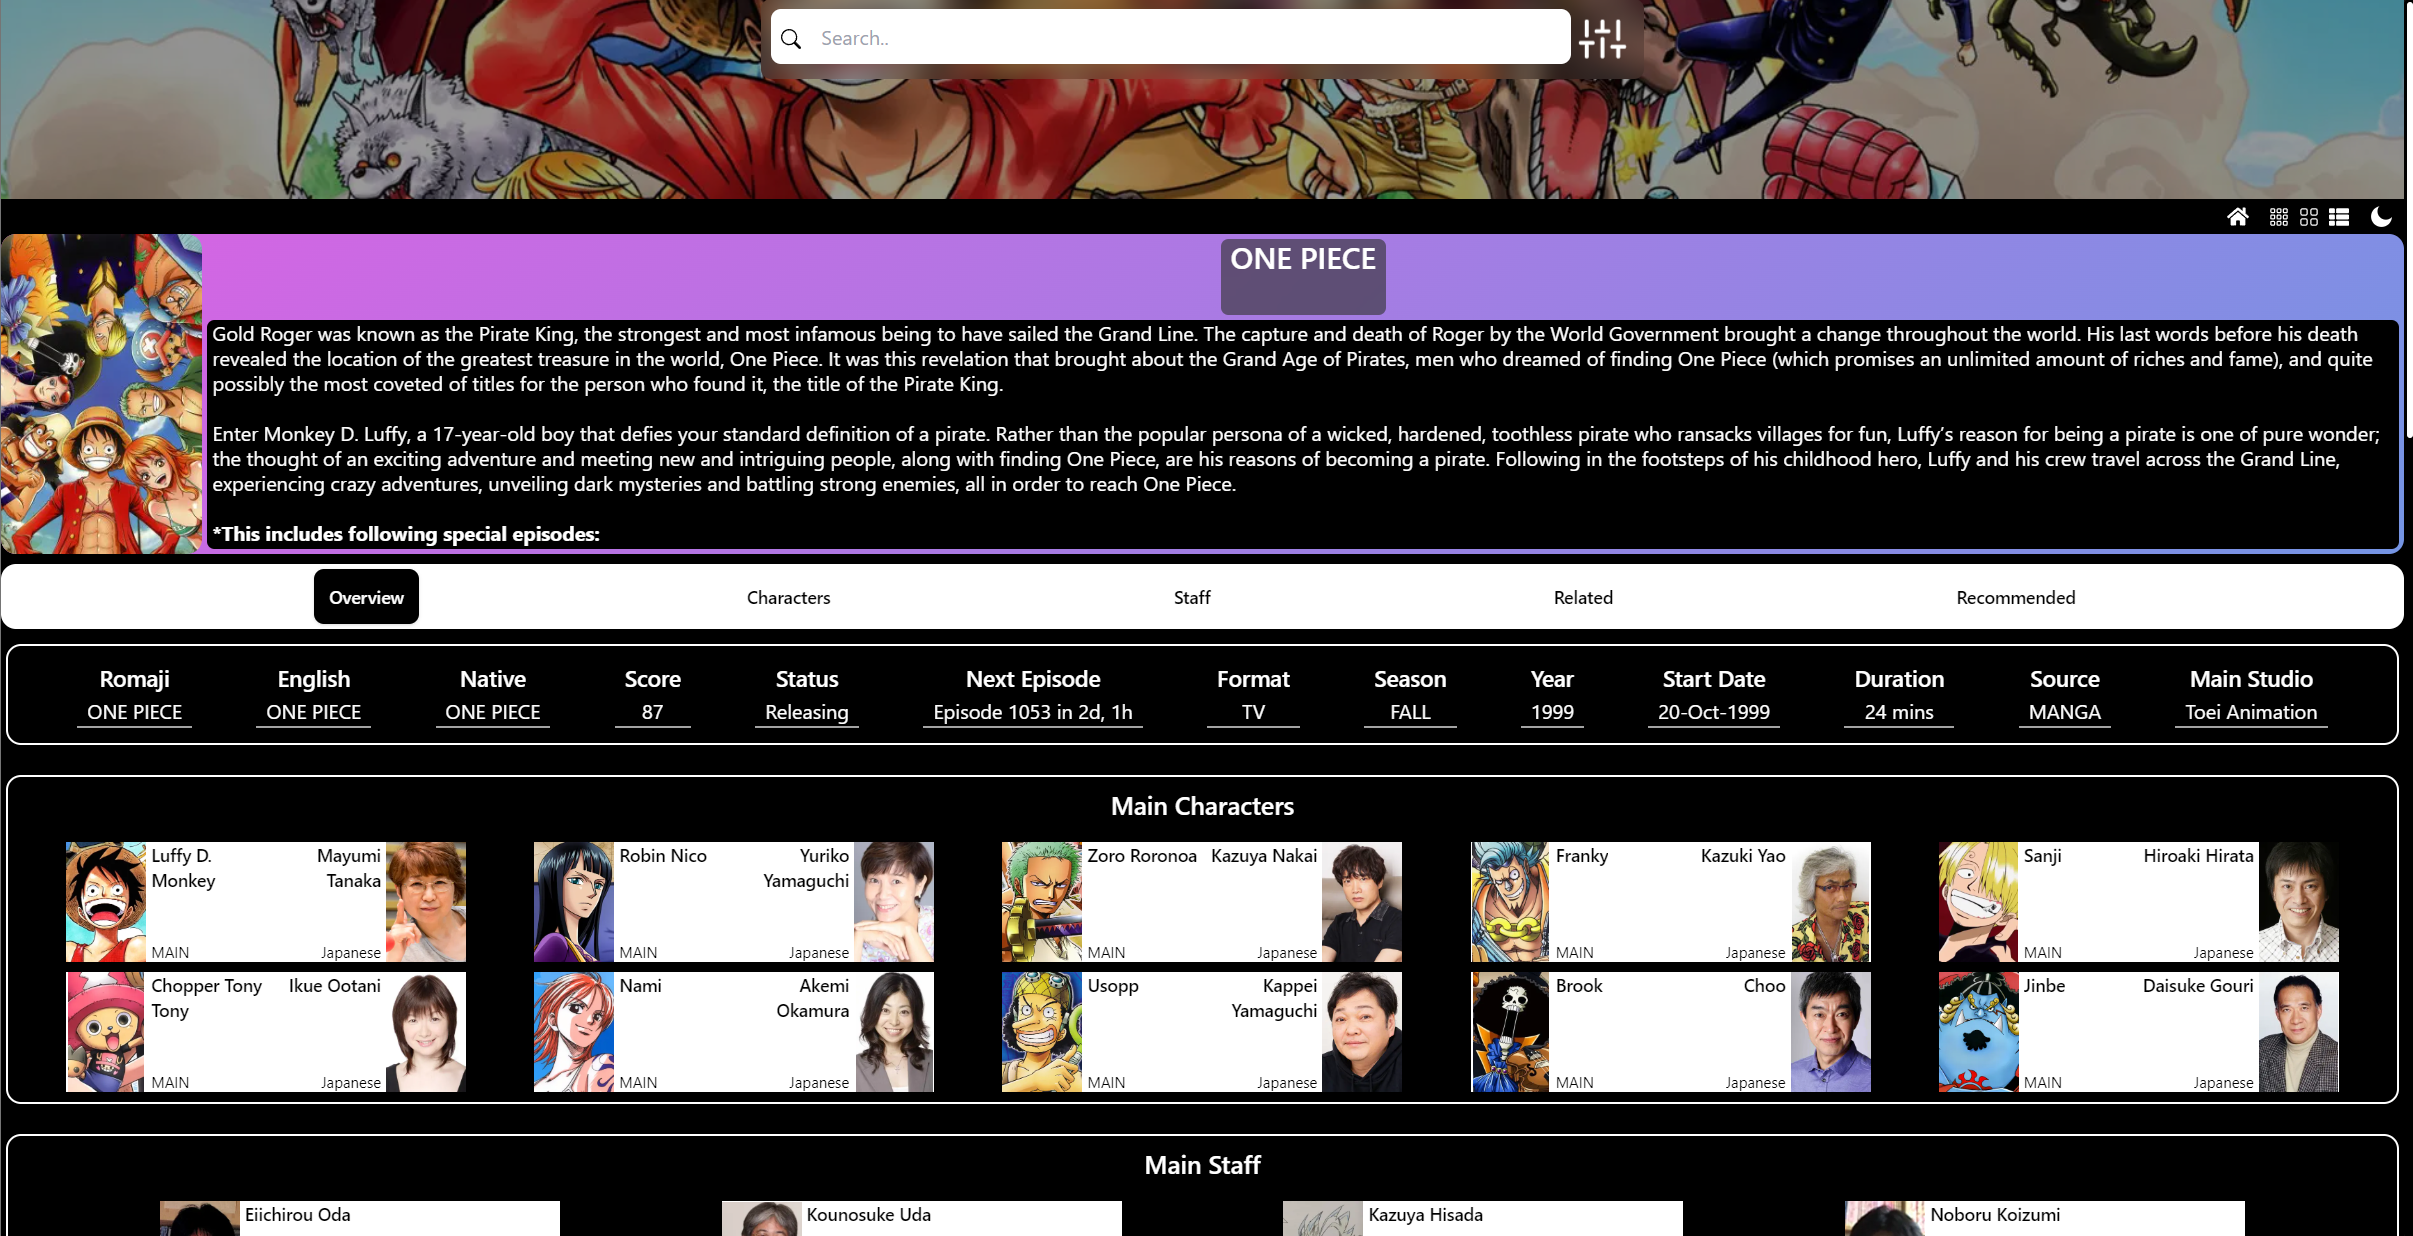 Search..
ONE PIECE
Gold Roger was known as the Pirate King, the strongest and most infamous being to have sailed the Grand Line. The capture and death of Roger by the World Government brought a change throughout the world. His last words before his death
revealed the location of the greatest treasure in the world, One Piece. It was this revelation that brought about the Grand Age of Pirates, men who dreamed of finding One Piece (which promises an unlimited amount of riches and fame), and quite
possibly the most coveted of titles for the person who found it, the title of the Pirate King.
Enter Monkey D. Luffy, a 17-year-old boy that defies your standard definition of a pirate. Rather than the popular persona of a wicked, hardened, toothless pirate who ransacks villages for fun, Luffy’s reason for being a pirate is one of pure wonder;
the thought of an exciting adventure and meeting new and intriguing people, along with finding One Piece, are his reasons of becoming a pirate. Following in the footsteps of his childhood hero, Luffy and his crew travel across the Grand Line,
experiencing crazy adventures, unveiling dark mysteries and battling strong enemies, all in order to reach One Piece.
*This includes following special episodes:
Overview Characters Staff Related Recommended
Romaji English Native Score Status Next Episode Format Season Year Start Date Duration Source Main Studio
ONE PIECE ONE PIECE ONE PIECE 87 Releasing Episode 1053 in 2d, 1h TV FALL 1999 20-Oct-1999 24 mins MANGA Toei Animation
Main Characters
Luffy D. Mayumi Robin Nico Yuriko Zoro Roronoa Kazuya Nakai Franky Kazuki Yao Sanji Hiroaki Hirata
Monkey Tanaka Yamaguchi
MAIN Japanese MAIN Japanese MAIN Japanese MAIN Japanese MAIN Japanese
Chopper Tony Ikue Ootani Nami Akemi Usopp Kappei Brook Choo Jinbe Daisuke Gouri
Tony Okamura Yamaguchi
MAIN Japanese MAIN Japanese MAIN Japanese MAIN Japanese MAIN Japanese
Main Staff
Eiichirou Oda Kounosuke Uda Kazuya Hisada Noboru Koizumi